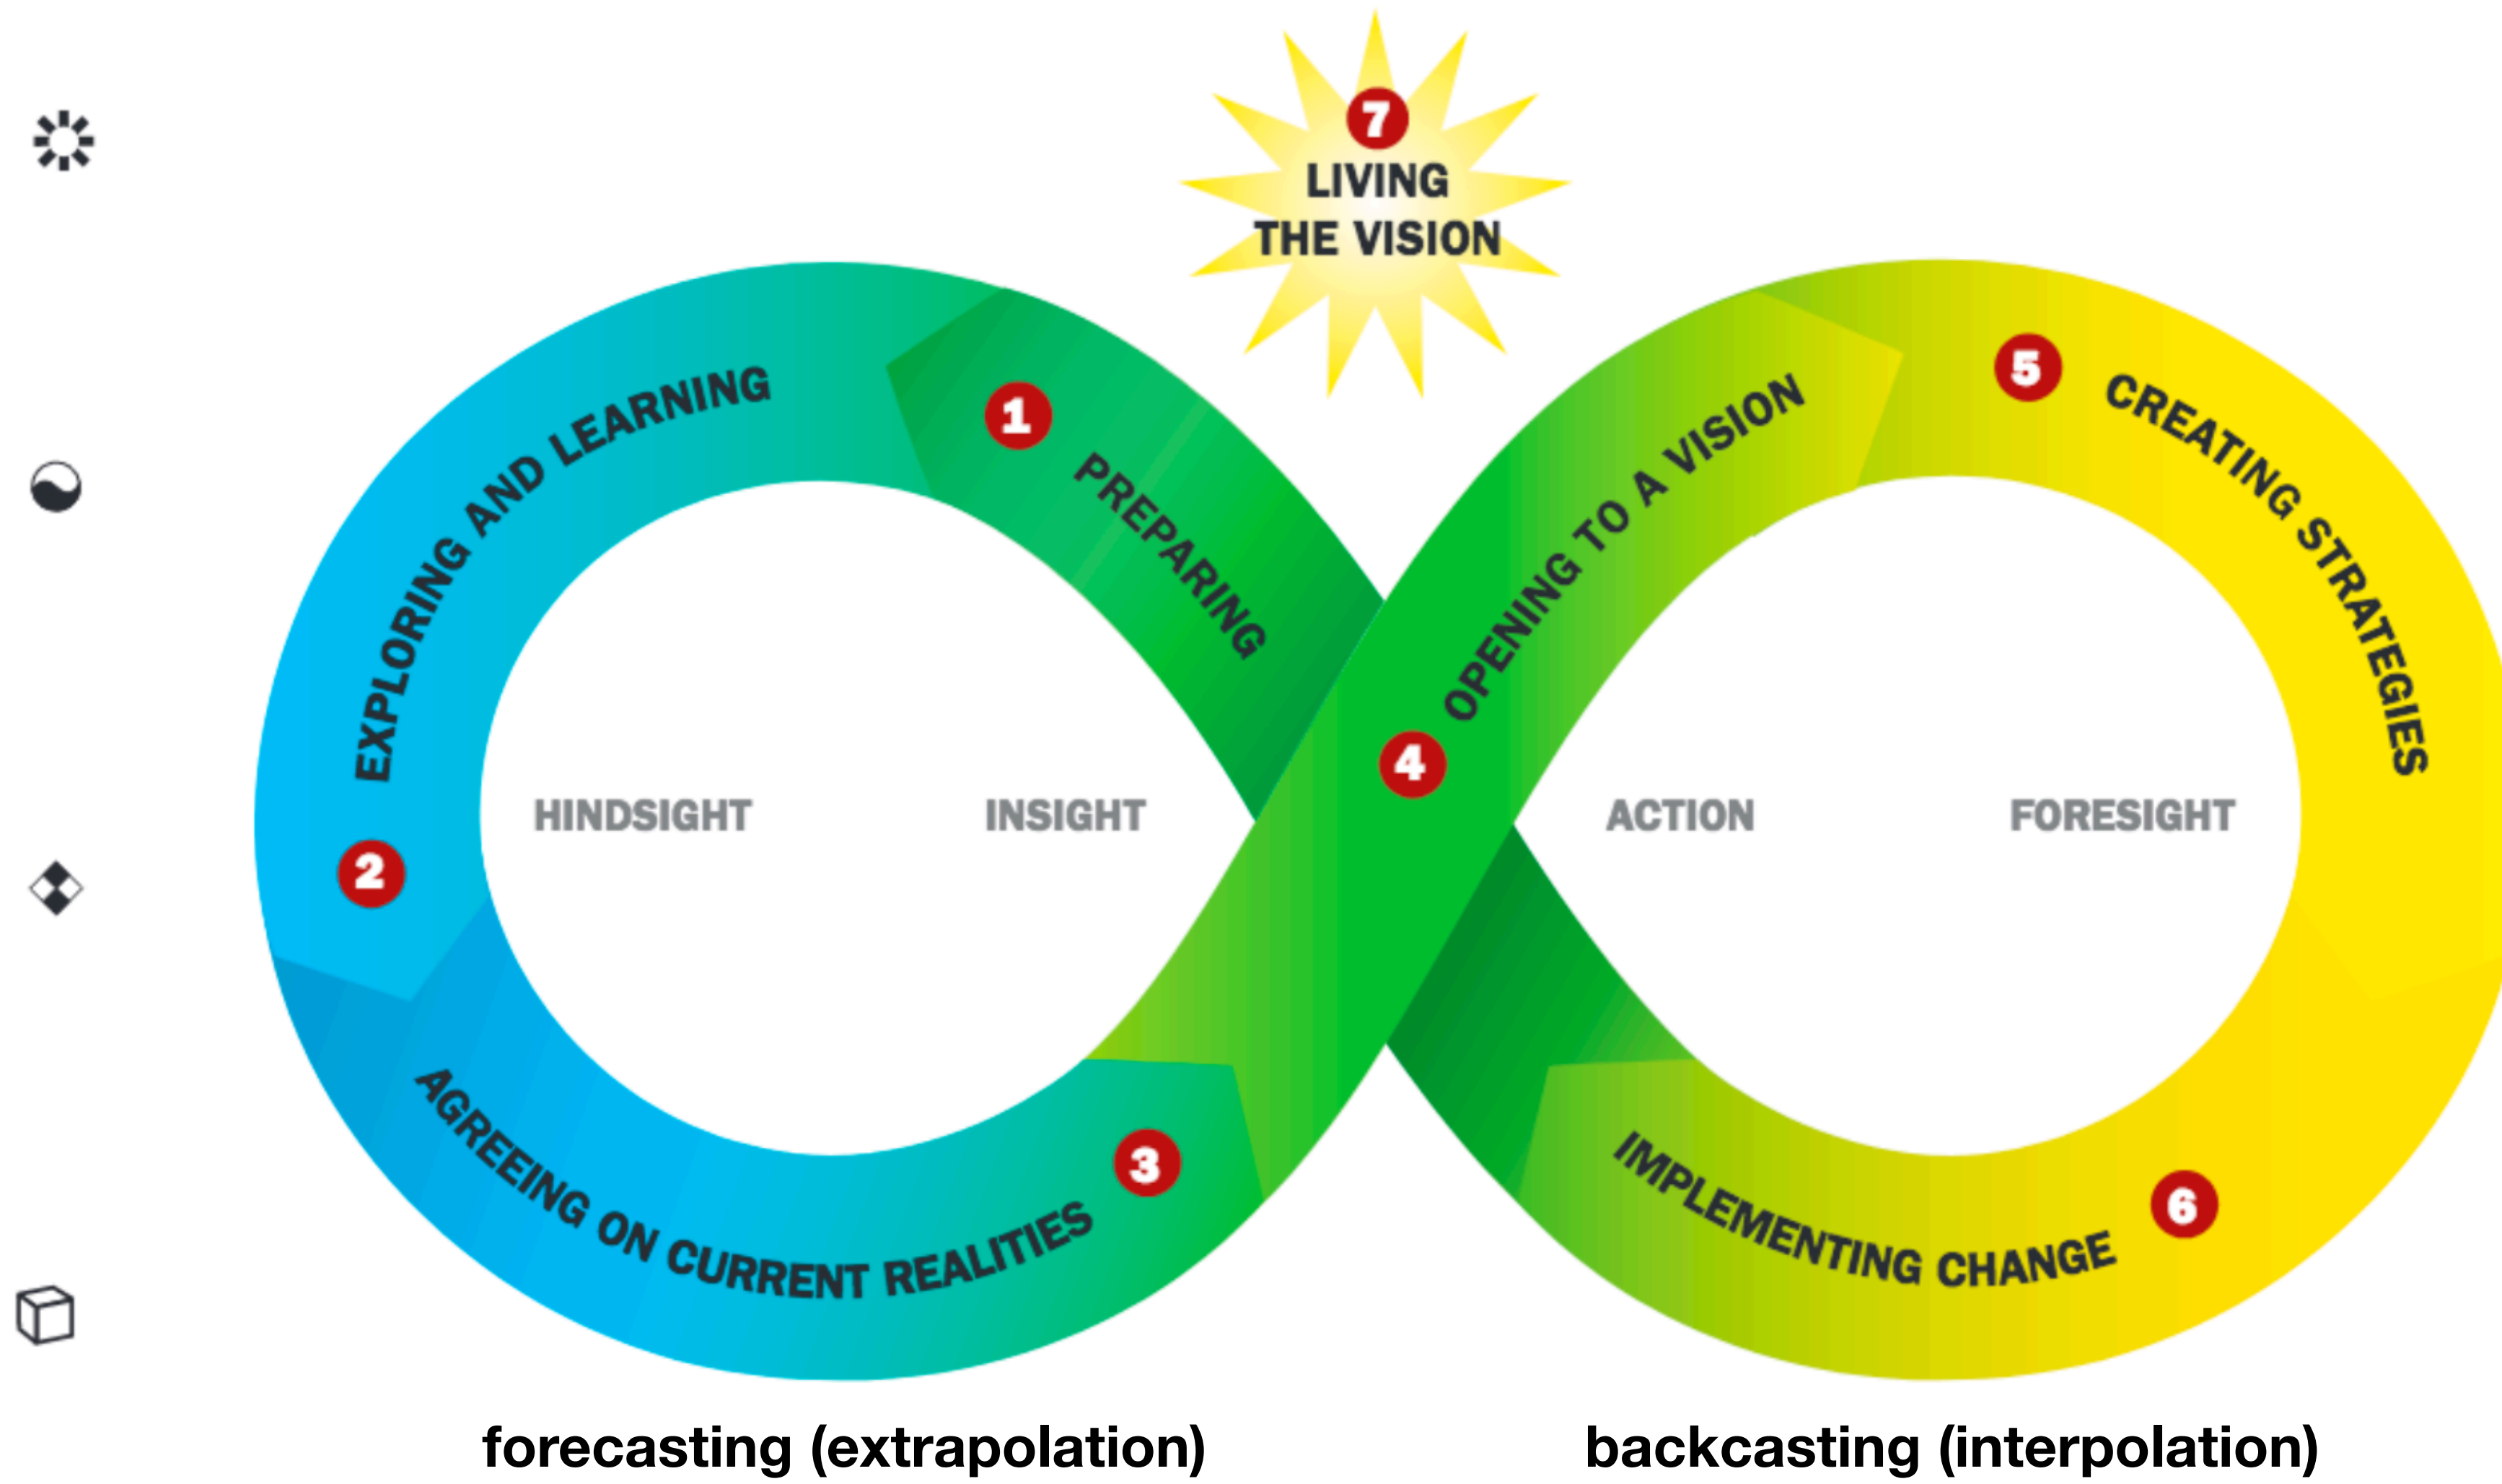 7
LIVING
THE VISION
1
PREPARING
2
EXPLORING AND LEARNING
AGREEING ON CURRENT REALITIES
3
4
OPENING TO A VISION
5
CREATING STRATEGIES
IMPLEMENTING CHANGE
6
HINDSIGHT
INSIGHT
ACTION
FORESIGHT
forecasting (extrapolation)
backcasting (interpolation)